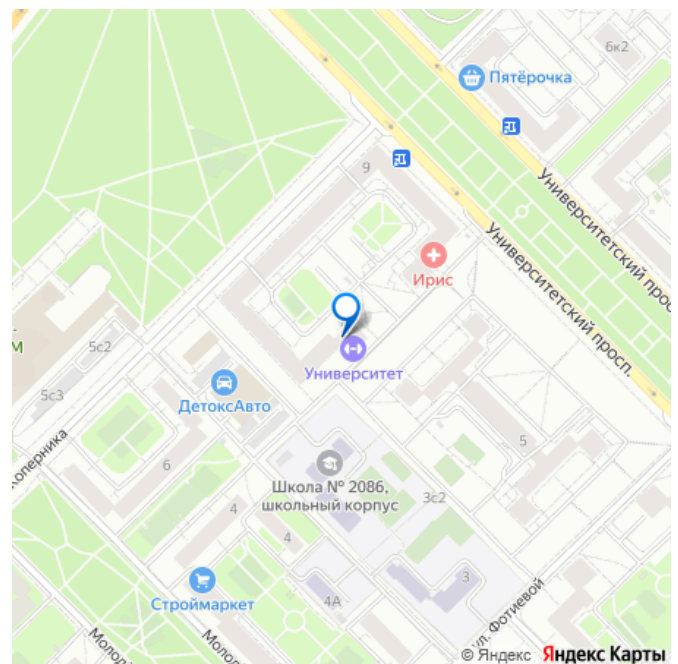 6к2
Пятёрочка
9
Университетский прос
Университетский просп.
Ирис
5с2
М
Университет
5с3
ДетоксАвто
Коперника
6
5
Школа № 2086,
школьный корпус
3с2
4
4
3
4А
Строймаркет
ул. Фотиевой
Молод
Молод
© Яндекс Яндекс Карты